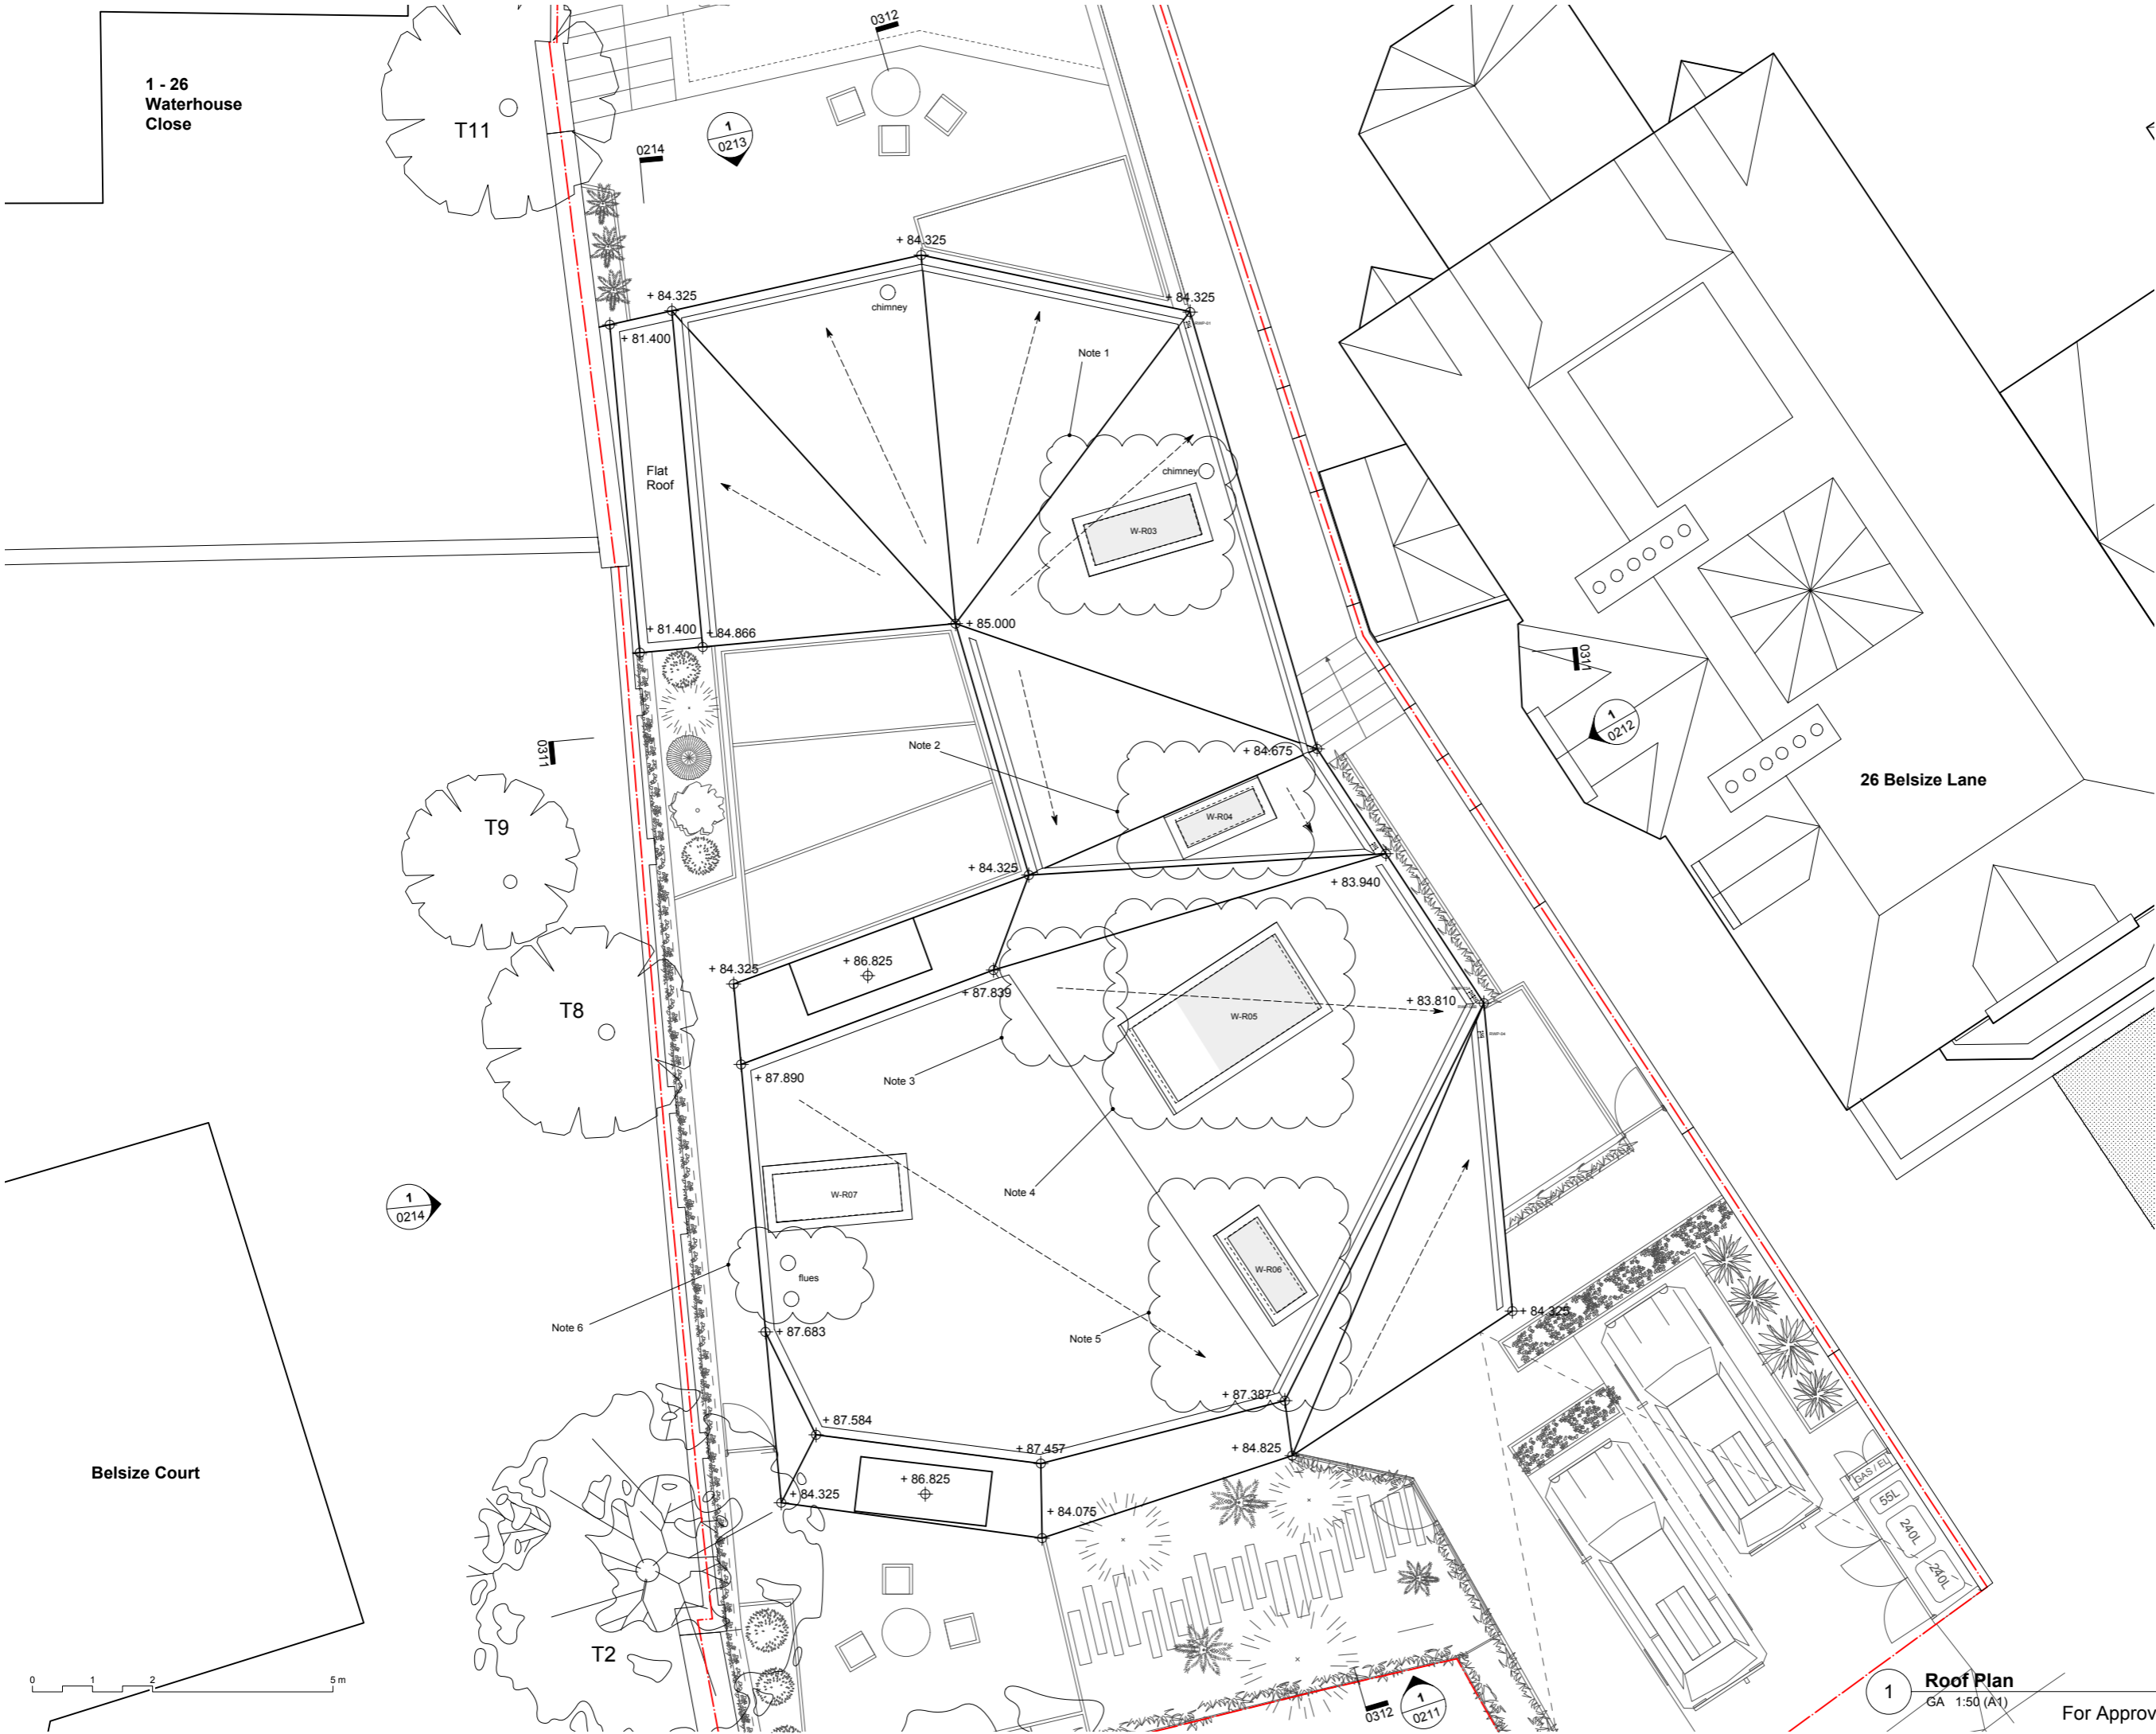 1 - 26
Waterhouse
Close
T11
0312
1
0213
0214
+ 84.325
+ 84.325
+ 84.325
chimney
+ 81.400
Note 1
Flat
Roof
chimney
W-R03
+ 81.400
+ 84.866
+ 85.000
0311
1
0212
0311
Note 2
+ 84.675
26 Belsize Lane
W-R04
T9
+ 84.325
+ 83.940
+ 84.325
+ 86.825
+ 87.839
+ 83.810
T8
W-R05
Note 3
+ 87.890
Note 4
W-R07
1
0214
W-R06
flues
Note 6
+ 87.683
Note 5
+ 84.325
+ 87.387
+ 87.584
+ 87.457
+ 84.825
Belsize Court
+ 86.825
+ 84.325
+ 84.075
GAS / EL
55L
240L
240L
T2
0 1 2 5 m
0312
1
0211
1
Roof Plan
GA 1:50 (A1)
For Approv